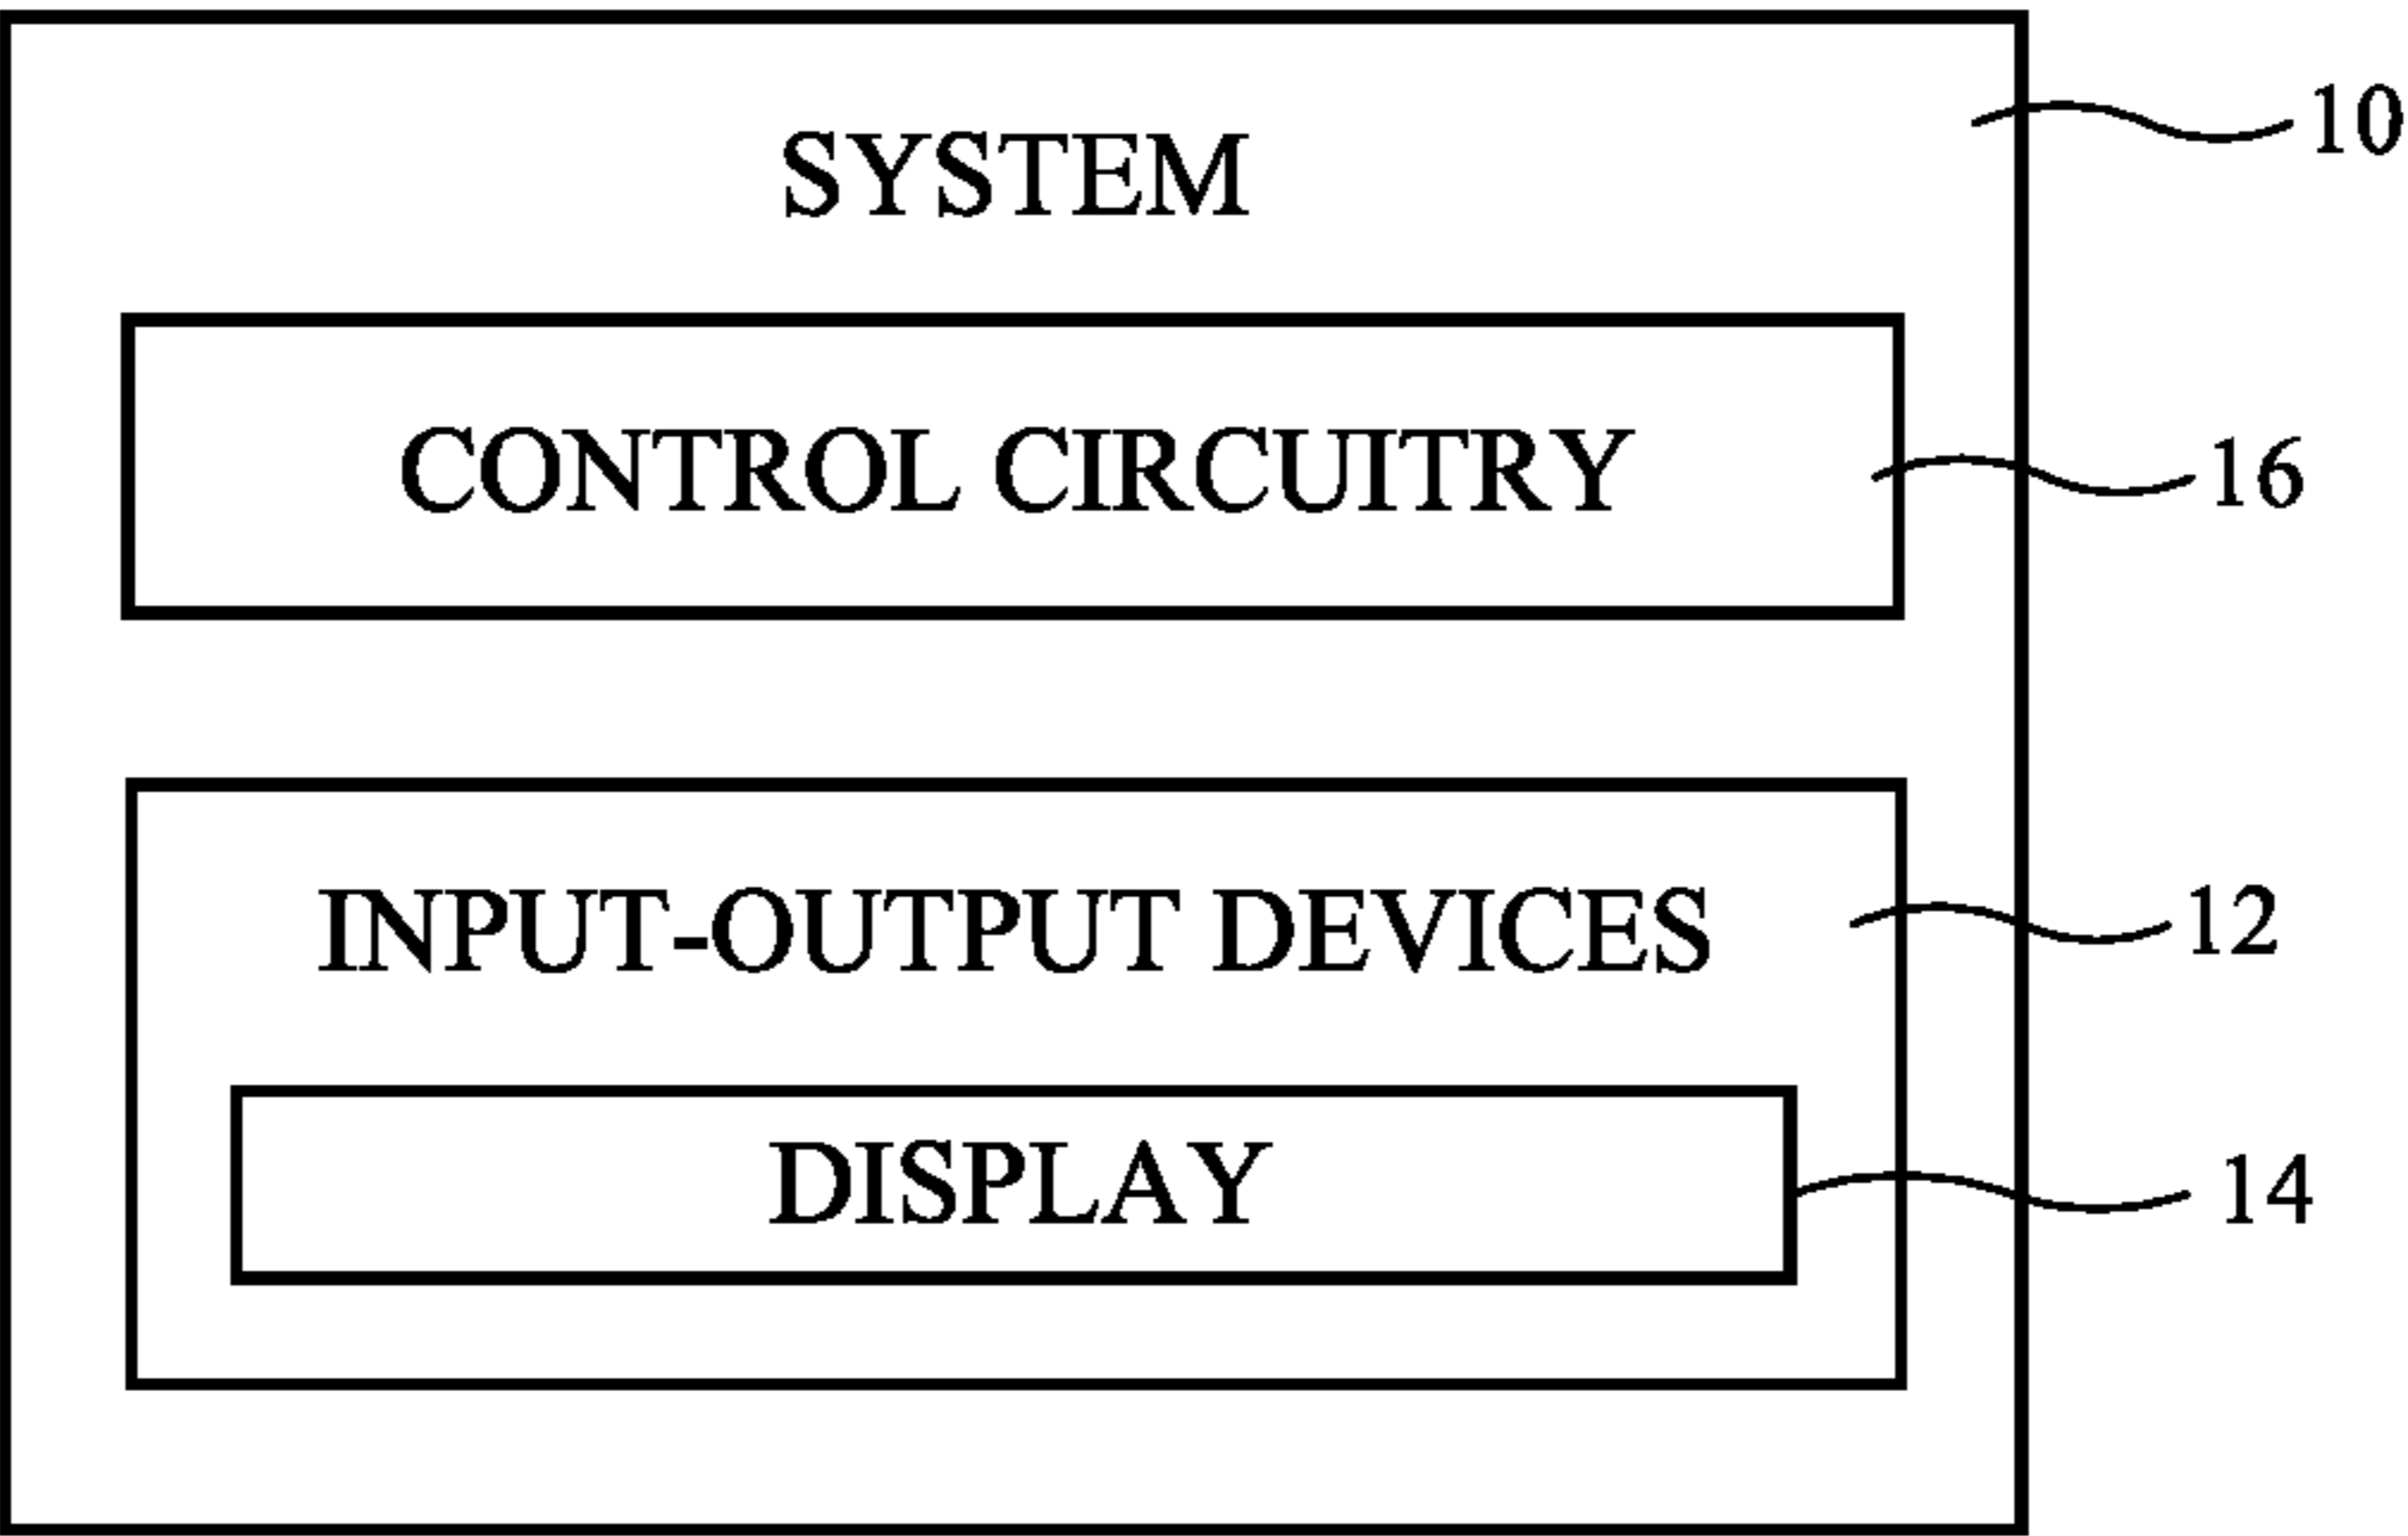 SYSTEM
10
CONTROL CIRCUITRY
16
INPUT-OUTPUT DEVICES
12
DISPLAY
14